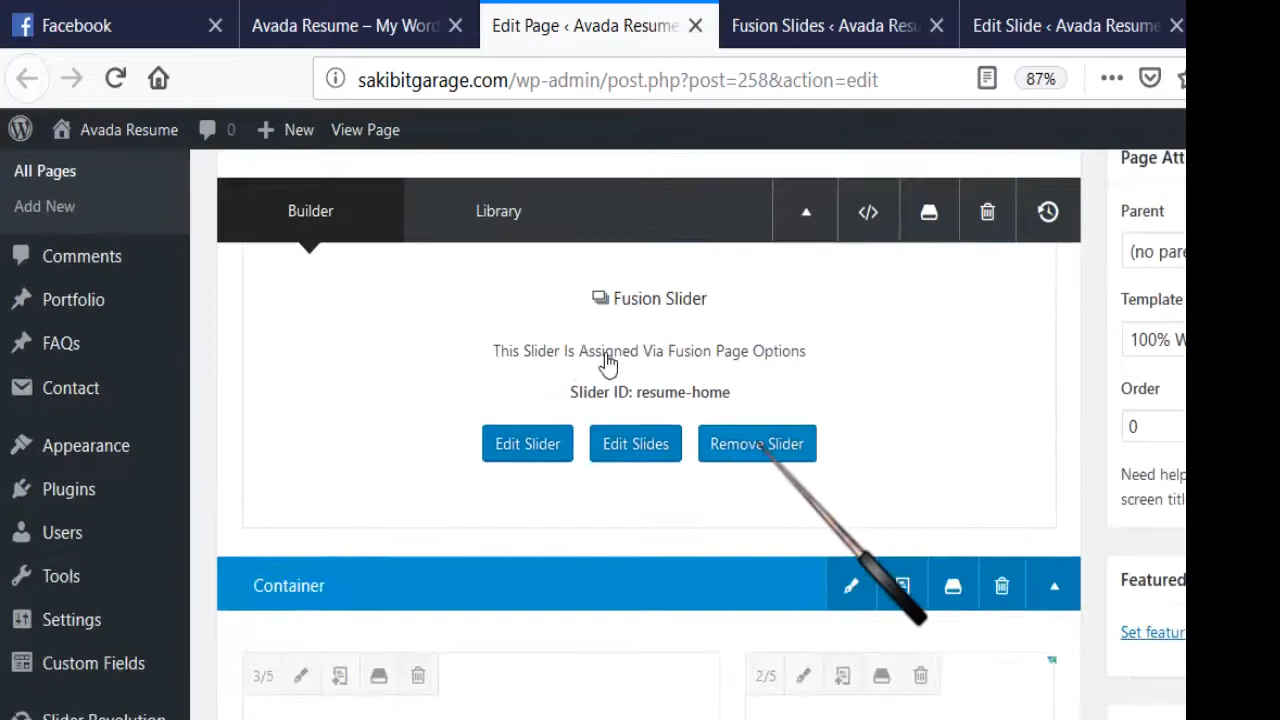 Facebook
Avada Resume – My Word
Edit Page ‹ Avada Resume
Fusion Slides ‹ Avada Resu
Edit Slide ‹ Avada Resume
sakibitgarage.com/wp-admin/post.php?post=258&action=edit
87%
Avada Resume
0
New
View Page
All Pages
Add New
Comments
Portfolio
FAQs
Contact
Appearance
Plugins
Users
Tools
Settings
Custom Fields
Slider Revolution
Builder
Library
Fusion Slider
This Slider Is Assigned Via Fusion Page Options
Slider ID: resume-home
Edit Slider
Edit Slides
Remove Slider
Container
3/5
2/5
Page Att
Parent
(no pare
Template
100% W
Order
0
Need help
screen titl
Featured
Set featur